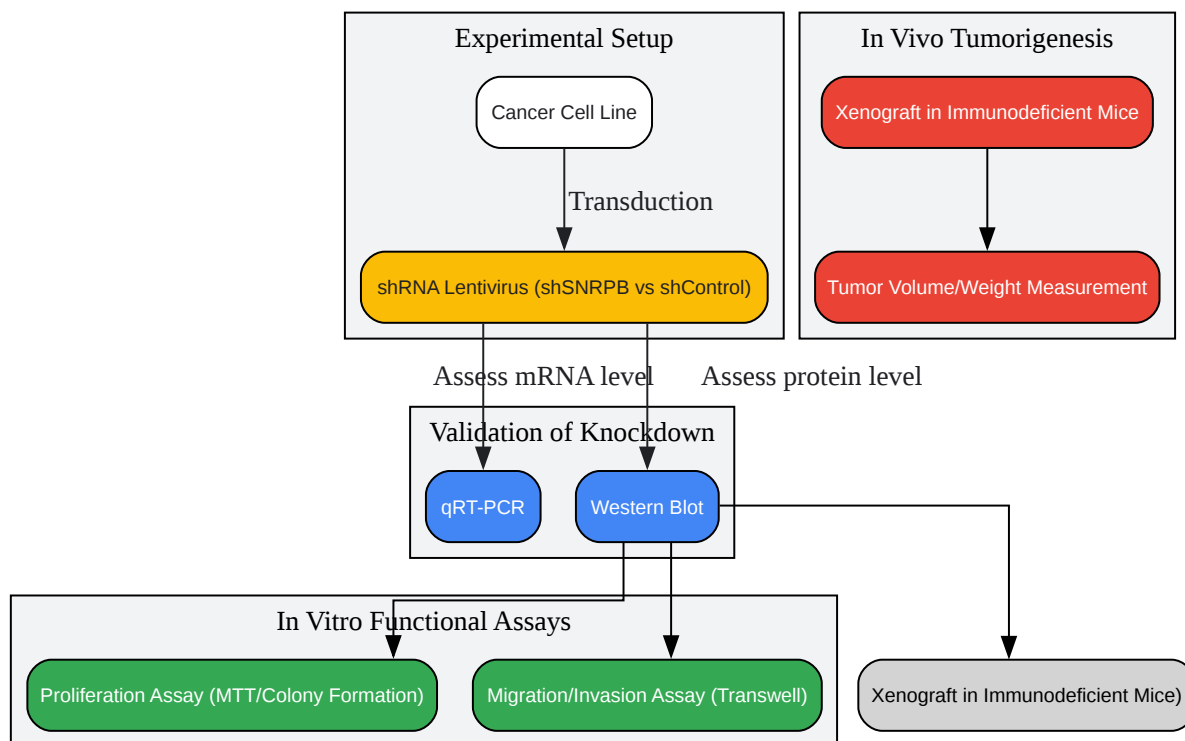 Experimental Setup
In Vivo Tumorigenesis
Cancer Cell Line
Xenograft in Immunodeficient Mice
Transduction
shRNA Lentivirus (shSNRPB vs shControl)
Tumor Volume/Weight Measurement
Assess mRNA level
Assess protein level
Validation of Knockdown
qRT-PCR
Western Blot
In Vitro Functional Assays
Proliferation Assay (MTT/Colony Formation)
Migration/Invasion Assay (Transwell)
Xenograft in Immunodeficient Mice)